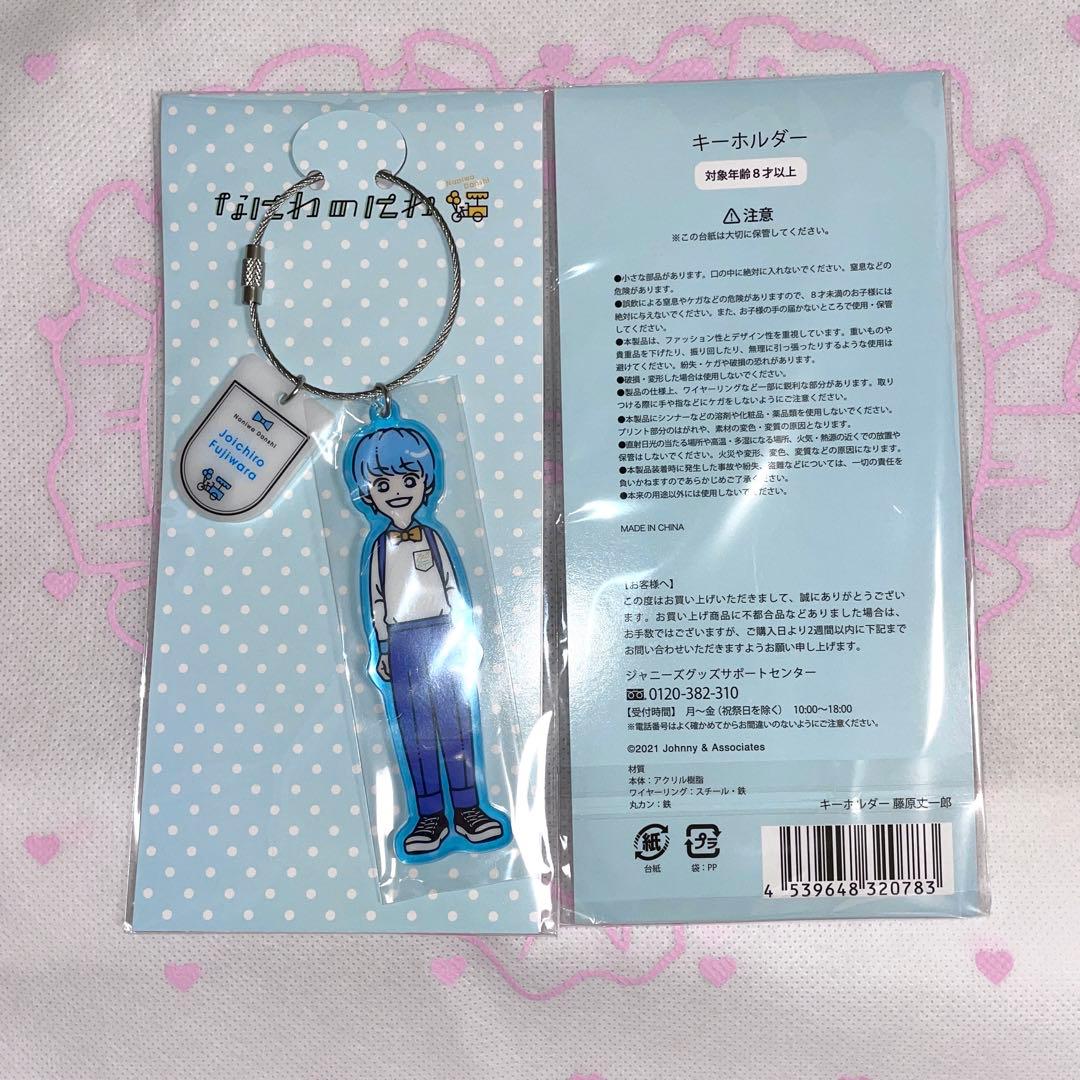 Naniwa
Danshi
なにわのにわ
Naniwa Danshi
Joichiro
Fujiwara
キーホルダー
対象年齢8才以上
⚠注意
※この台紙は大切に保管してください。
●小さな部品があります。口の中に絶対に入れないでください。窒息などの
危険があります。
●誤飲による窒息やケガなどの危険がありますので、8才未満のお子様には
絶対に与えないでください。また、お子様の手の届かないところで使用・保管
してください。
●本製品は、ファッション性とデザイン性を重視しています。重いものや
貴重品を下げたり、振り回したり、無理に引っ張ったりするような使用は
避けてください。紛失・ケガや破損の恐れがあります。
●破損・変形した場合は使用しないでください。
●製品の仕様上、ワイヤーリングなど一部に鋭利な部分があります。取り
つける際に手や指などにケガをしないようにご注意ください。
●本製品にシンナーなどの溶剤や化粧品・薬品類を使用しないでください。
プリント部分のはがれや、素材の変色・変質の原因となります。
●直射日光の当たる場所や高温・多湿になる場所、火気・熱源の近くでの放置や
保管はしないでください。火災や変形、変色、変質などの原因になります。
●本製品装着時に発生した事故や紛失、盗難などについては、一切の責任を
負いかねますのであらかじめご了承ください。
●本来の用途以外には使用しないでください。
MADE IN CHINA
【お客様へ】
この度はお買い上げいただきまして、誠にありがとうござい
ます。お買い上げ商品に不都合品などありました場合は、
お手数ではございますが、ご購入日より2週間以内に下記まで
お問い合わせいただきますようお願い申し上げます。
ジャニーズグッズサポートセンター
0120-382-310
【受付時間】 月〜金(祝祭日を除く) 10:00〜18:00
※電話番号はよく確かめてからお間違いのないようにご注意ください。
©2021 Johnny & Associates
材質
本体:アクリル樹脂
ワイヤーリング:スチール・鉄
丸カン:鉄
キーホルダー 藤原丈一郎
紙
台紙
プラ
袋:PP
4 539648 320783